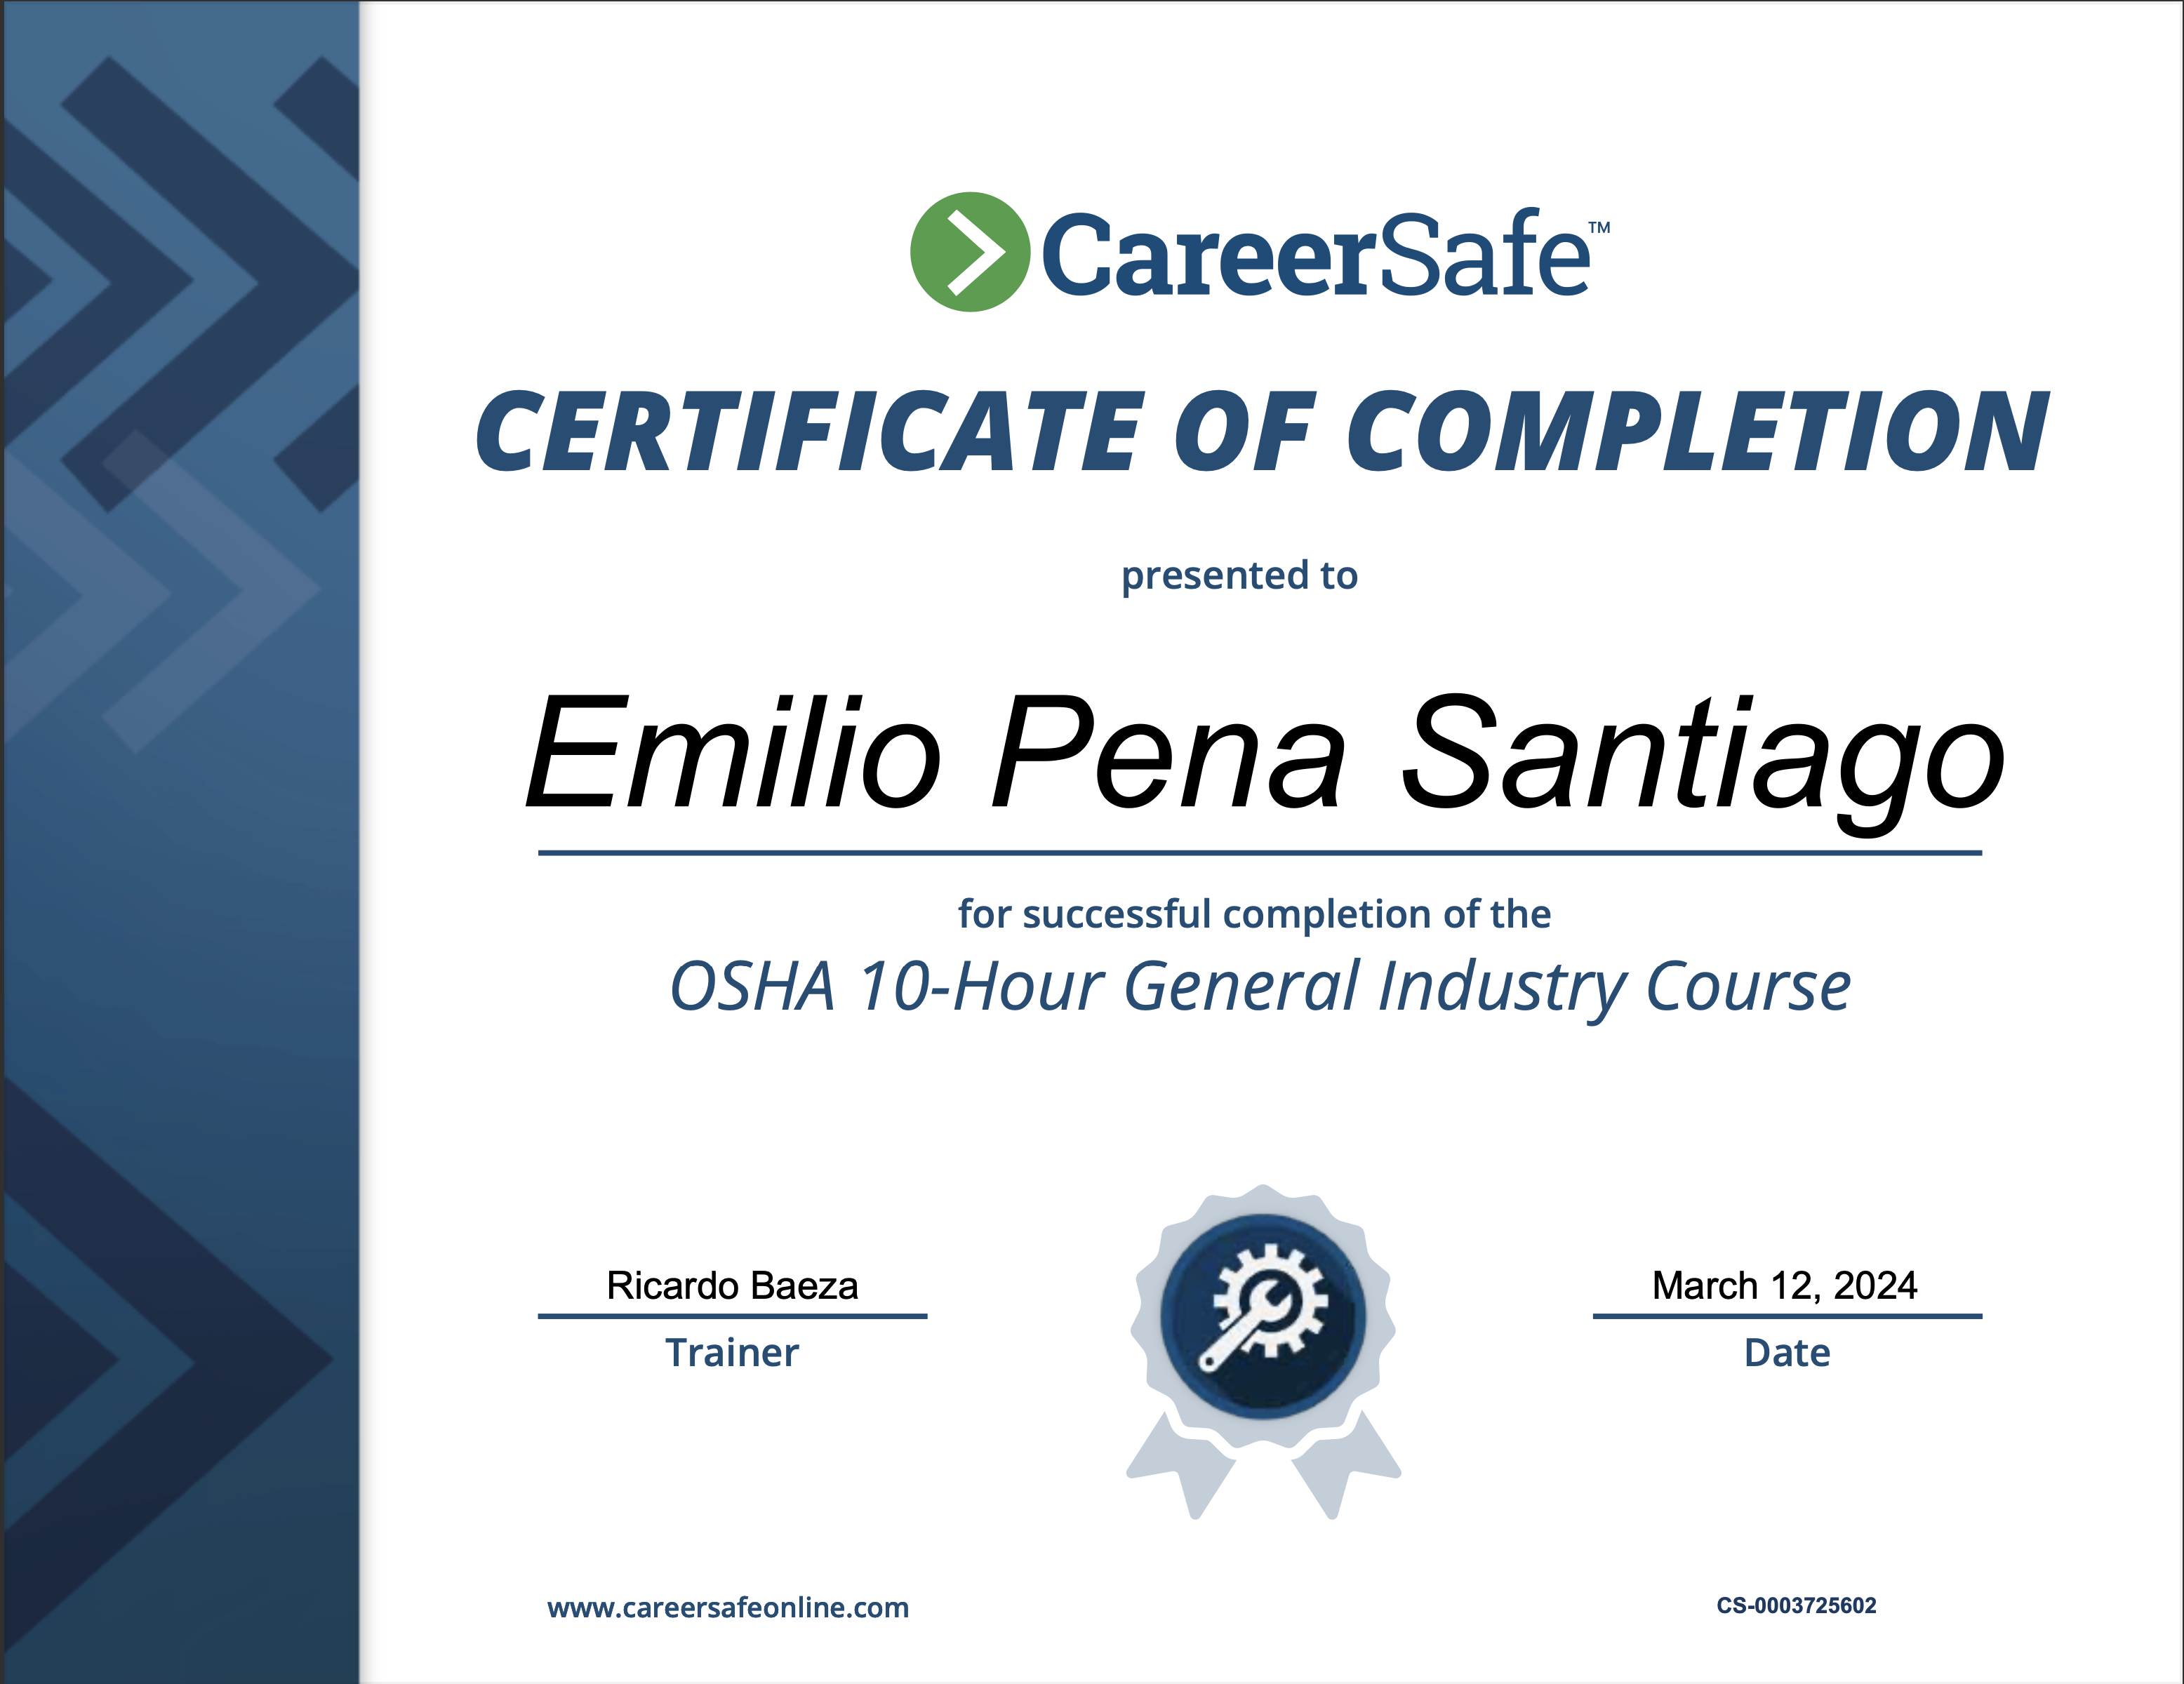 CareerSafe™
CERTIFICATE OF COMPLETION
presented to
Emilio Pena Santiago
for successful completion of the
OSHA 10-Hour General Industry Course
Ricardo Baeza
Trainer
March 12, 2024
Date
www.careersafeonline.com
CS-0003725602